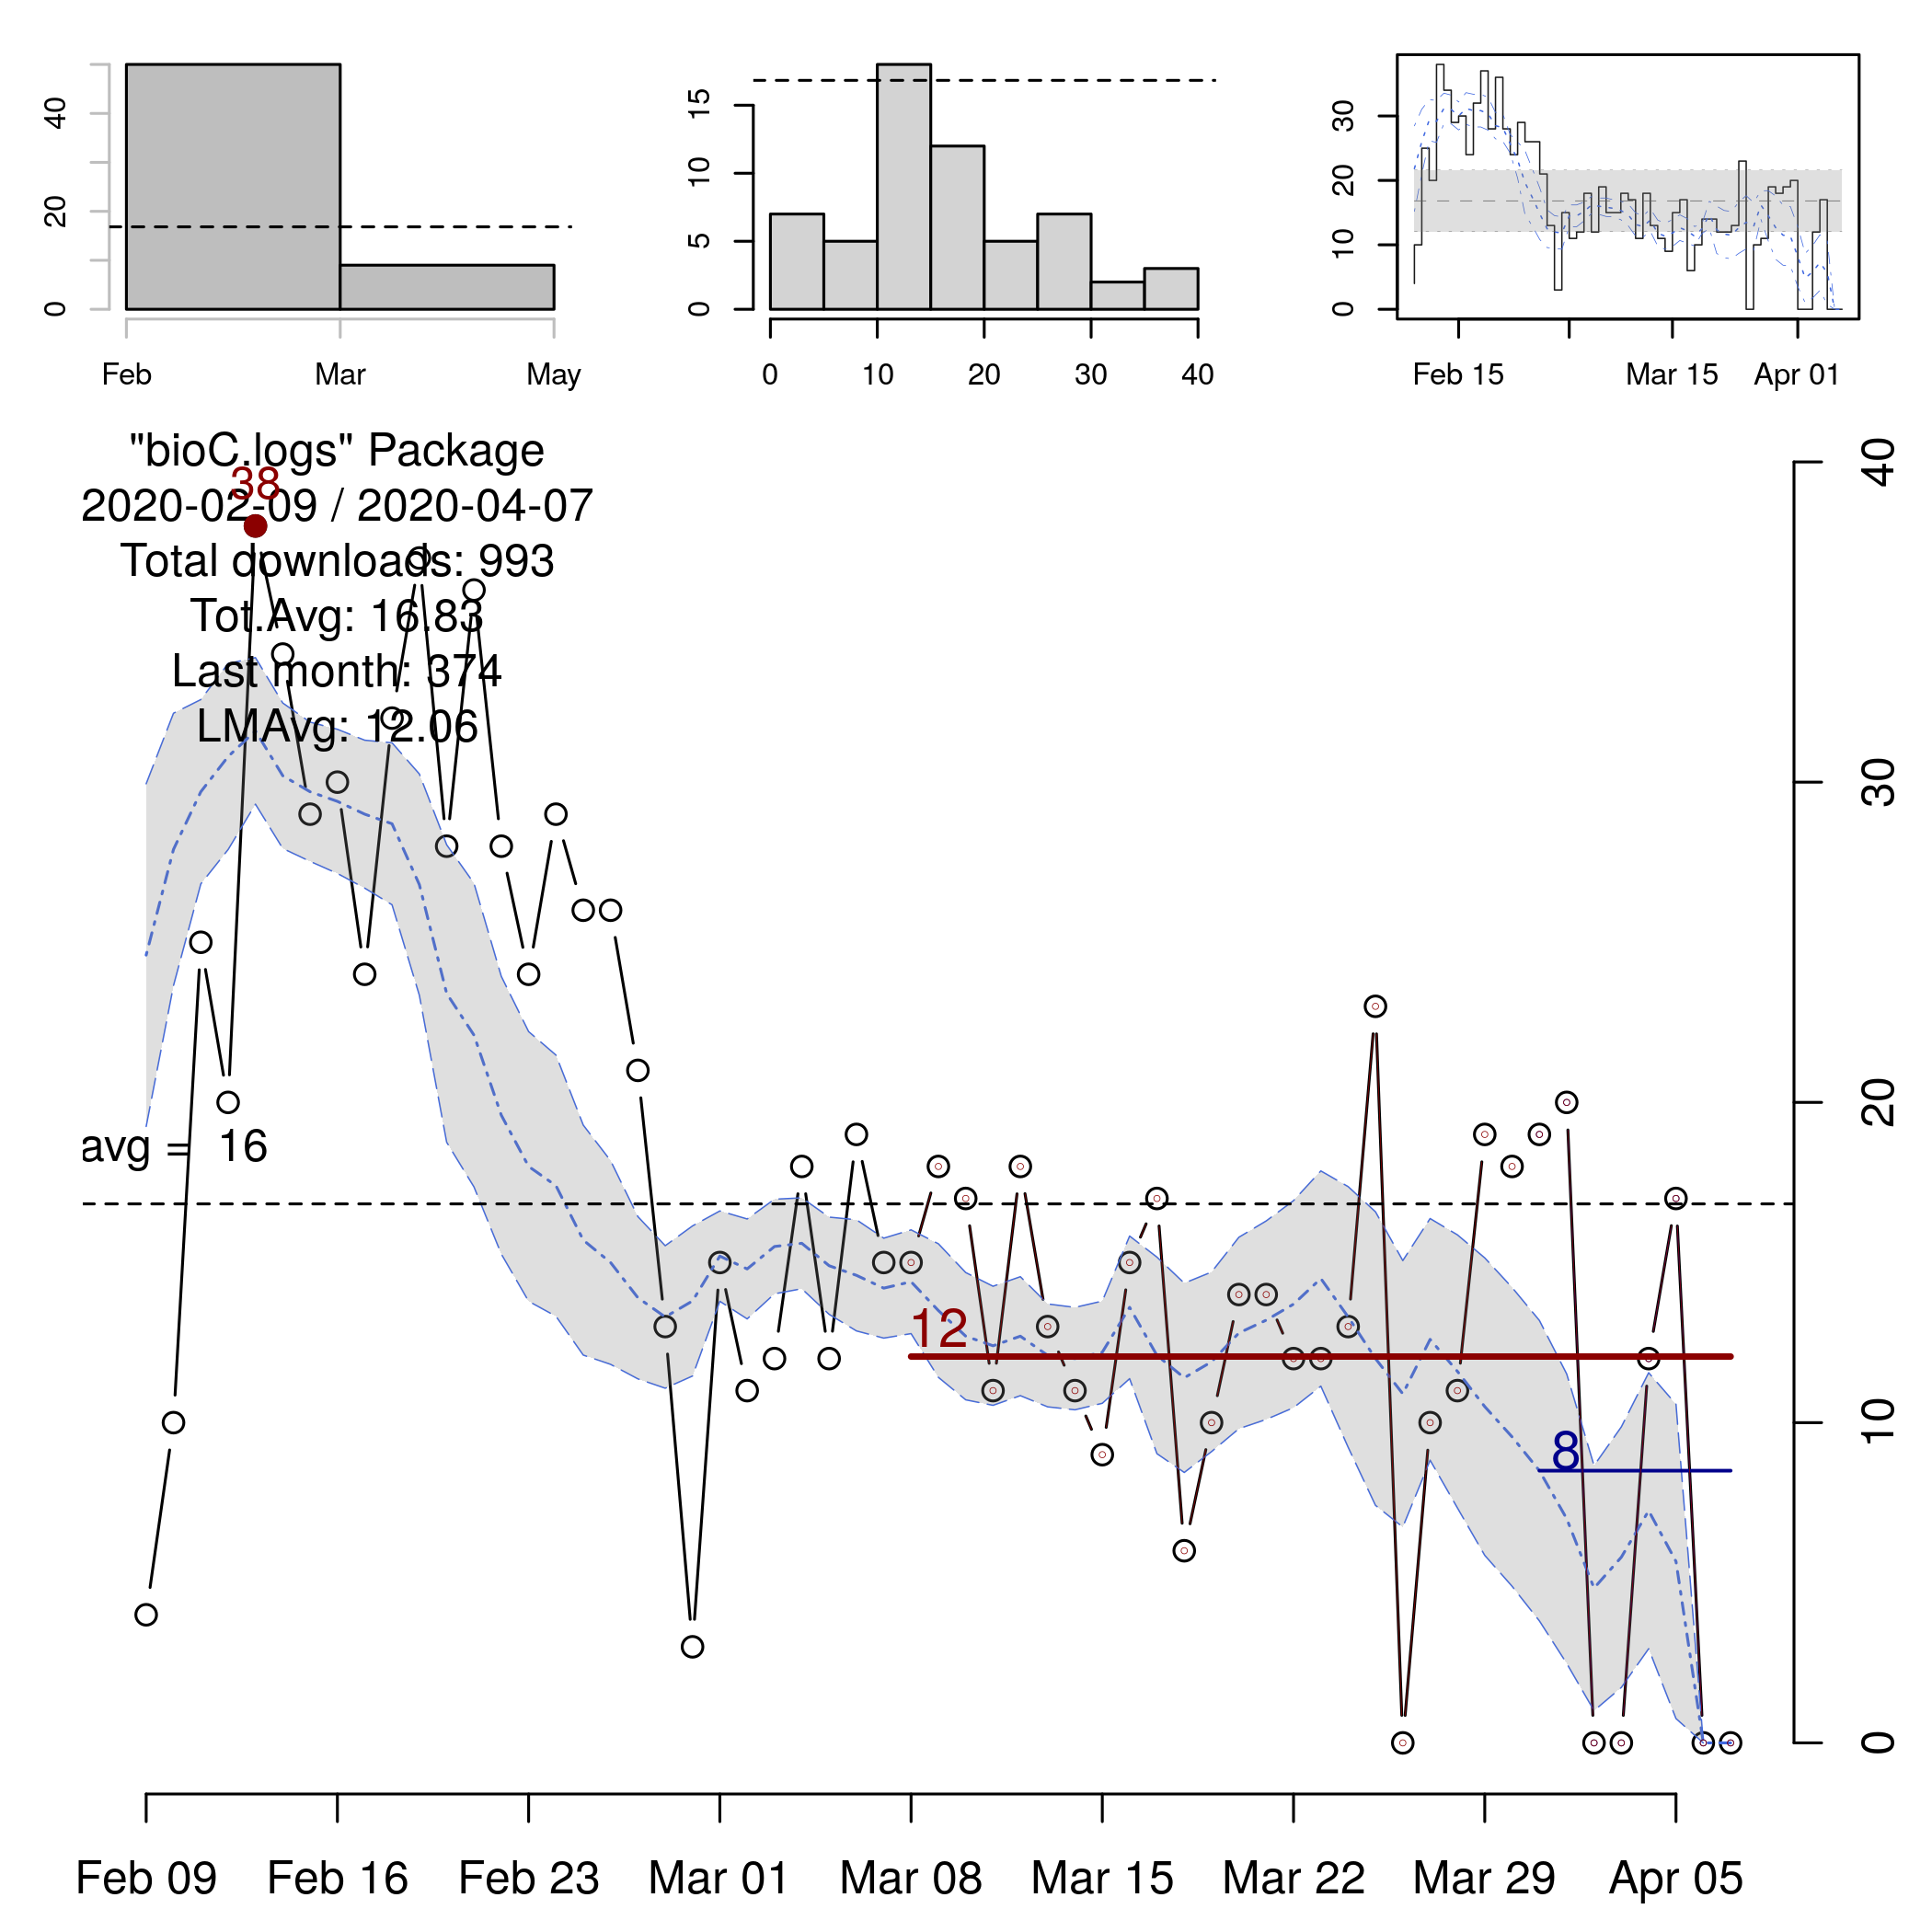 40
20
0
Feb Mar May
15
10
5
0
0 10 20 30 40
30
20
10
0
Feb 15 Mar 15 Apr 01
"bioC.logs" Package
38
2020-02-09 / 2020-04-07
Total downloads: 993
Tot.Avg: 16.83
Last month: 374
LMAvg: 12.06
avg = 16
12
8
40
30
20
10
0
Feb 09 Feb 16 Feb 23 Mar 01 Mar 08 Mar 15 Mar 22 Mar 29 Apr 05